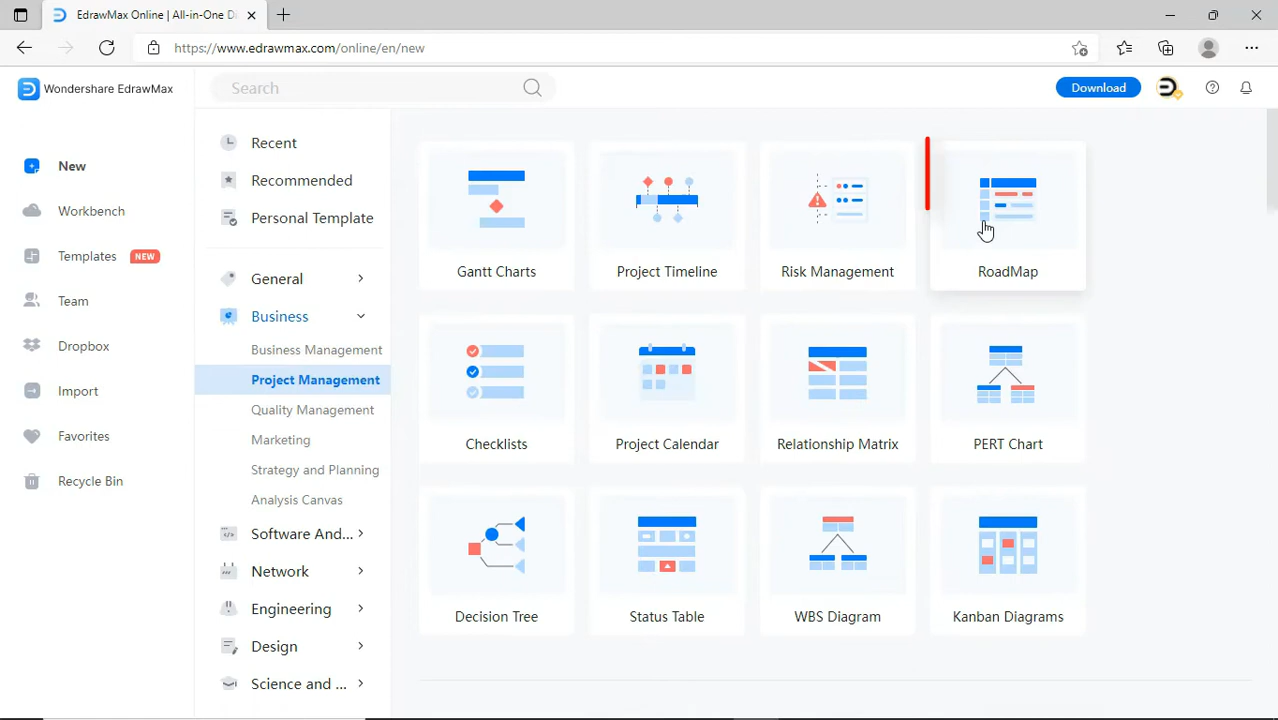 EdrawMax Online | All-in-One D
https://www.edrawmax.com/online/en/new
Wondershare EdrawMax
Search
Download
New
Workbench
Templates NEW
Team
Dropbox
Import
Favorites
Recycle Bin
Recent
Recommended
Personal Template
General
Business
Business Management
Project Management
Quality Management
Marketing
Strategy and Planning
Analysis Canvas
Software And...
Network
Engineering
Design
Science and ...
Gantt Charts
Project Timeline
Risk Management
RoadMap
Checklists
Project Calendar
Relationship Matrix
PERT Chart
Decision Tree
Status Table
WBS Diagram
Kanban Diagrams